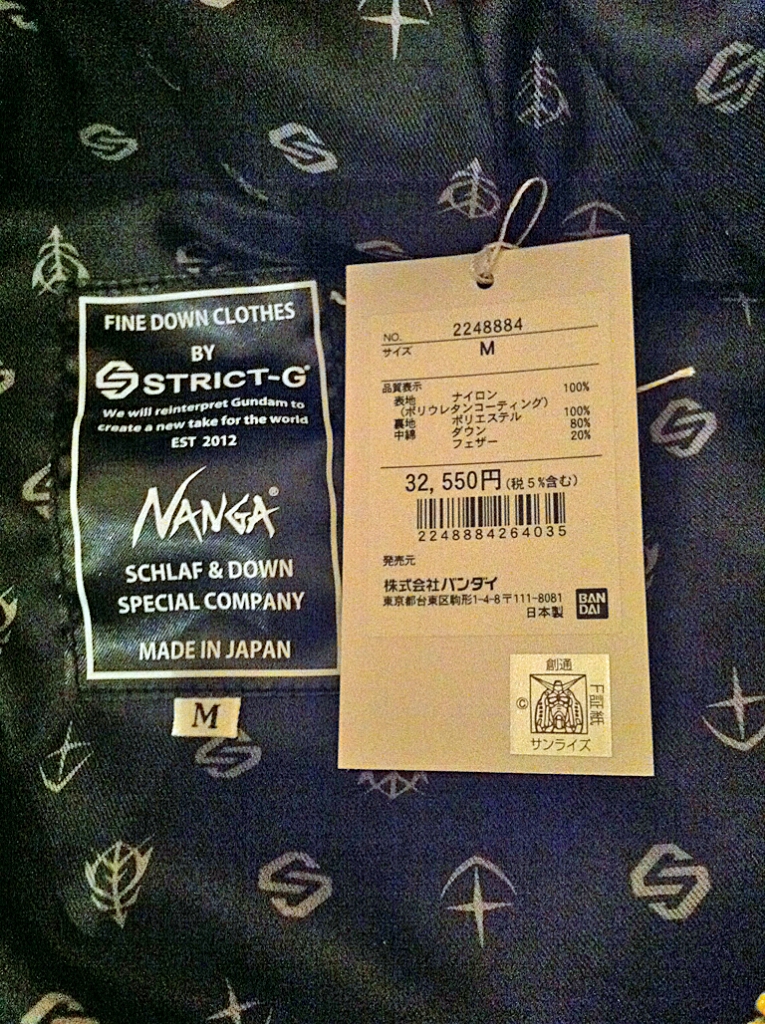 FINE DOWN CLOTHES
BY
STRICT-G®
We will reinterpret Gundam to
create a new take for the world
EST 2012
NANGA®
SCHLAF & DOWN
SPECIAL COMPANY
MADE IN JAPAN
M
NO. 2248884
サイズ M
品質表示
表地 ナイロン 100%
(ポリウレタンコーティング)
裏地 ポリエステル 100%
中綿 ダウン 80%
フェザー 20%
32,550円(税5%含む)
2248884264035
発売元
株式会社バンダイ
東京都台東区駒形1-4-8〒111-8081
日本製
BAN
DAI
創通
© F証紙
サンライズ